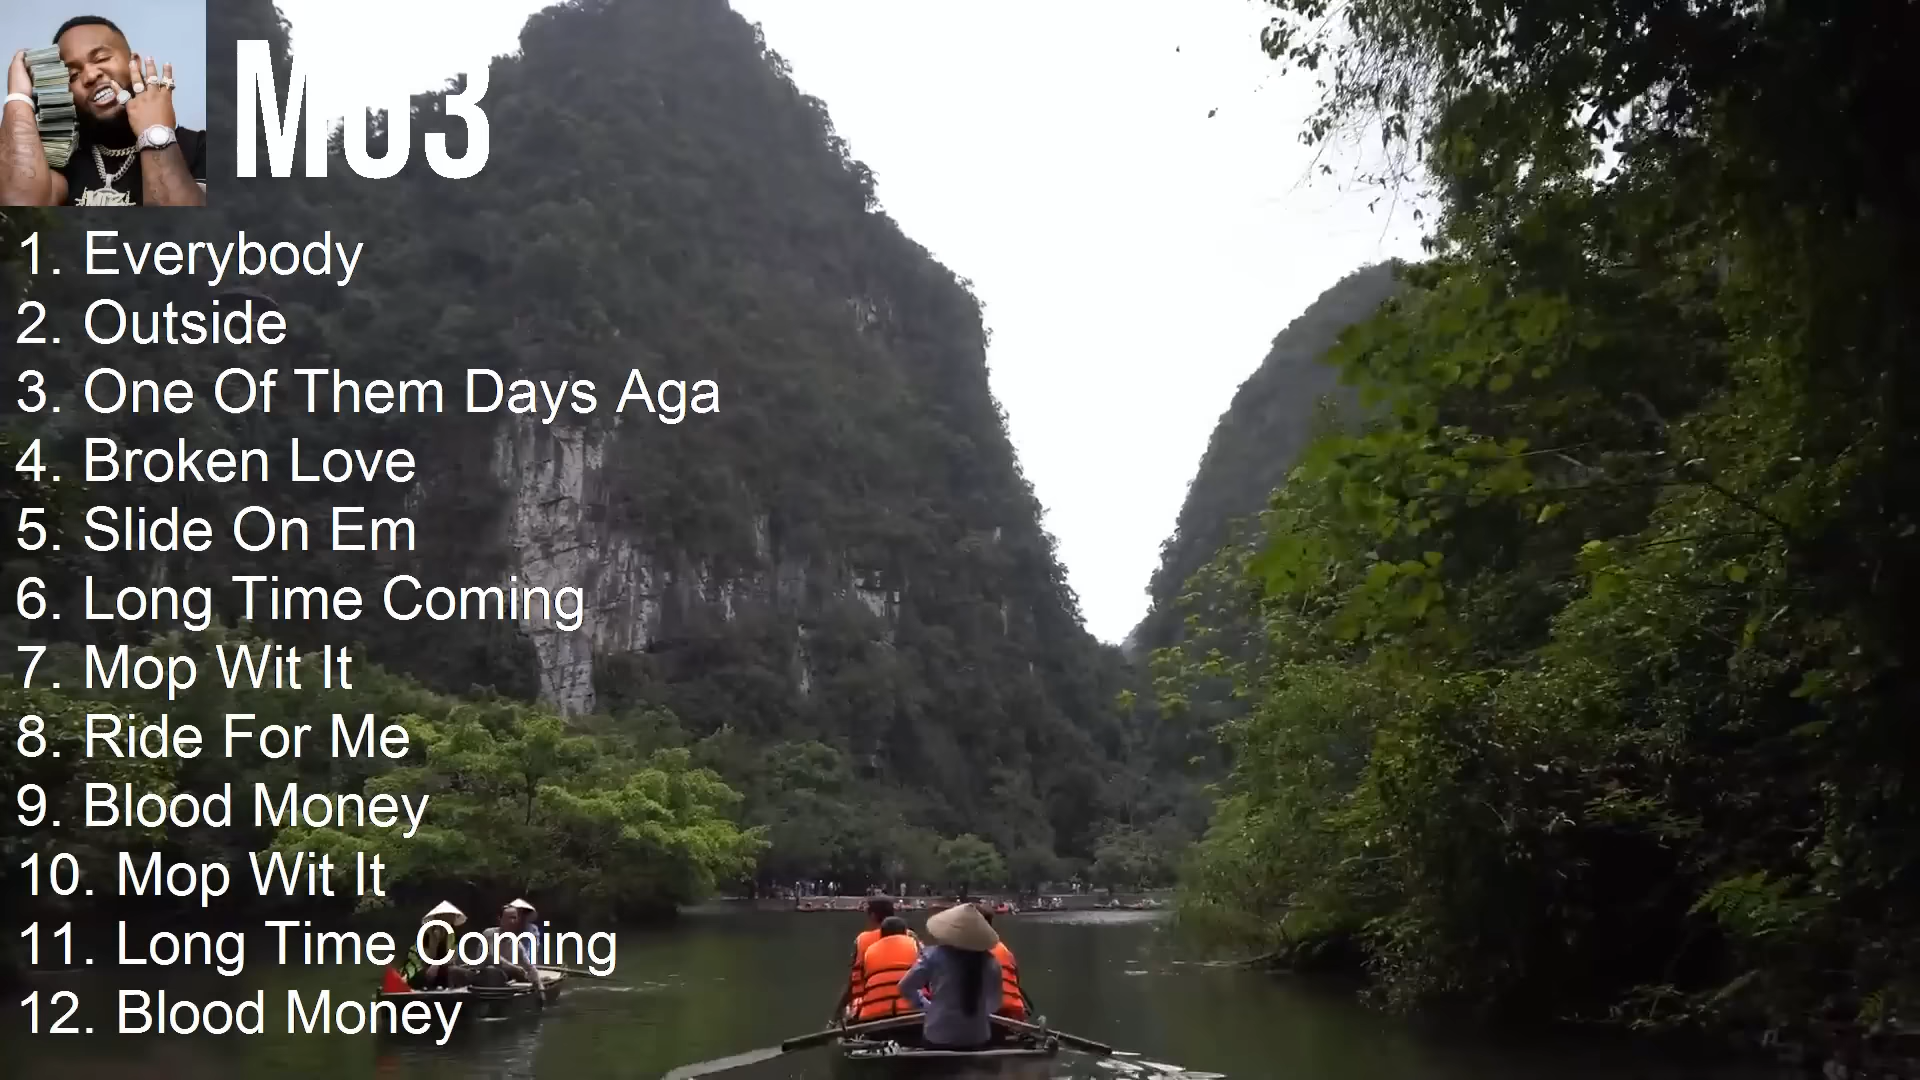 MO3
1. Everybody
2. Outside
3. One Of Them Days Aga
4. Broken Love
5. Slide On Em
6. Long Time Coming
7. Mop Wit It
8. Ride For Me
9. Blood Money
10. Mop Wit It
11. Long Time Coming
12. Blood Money